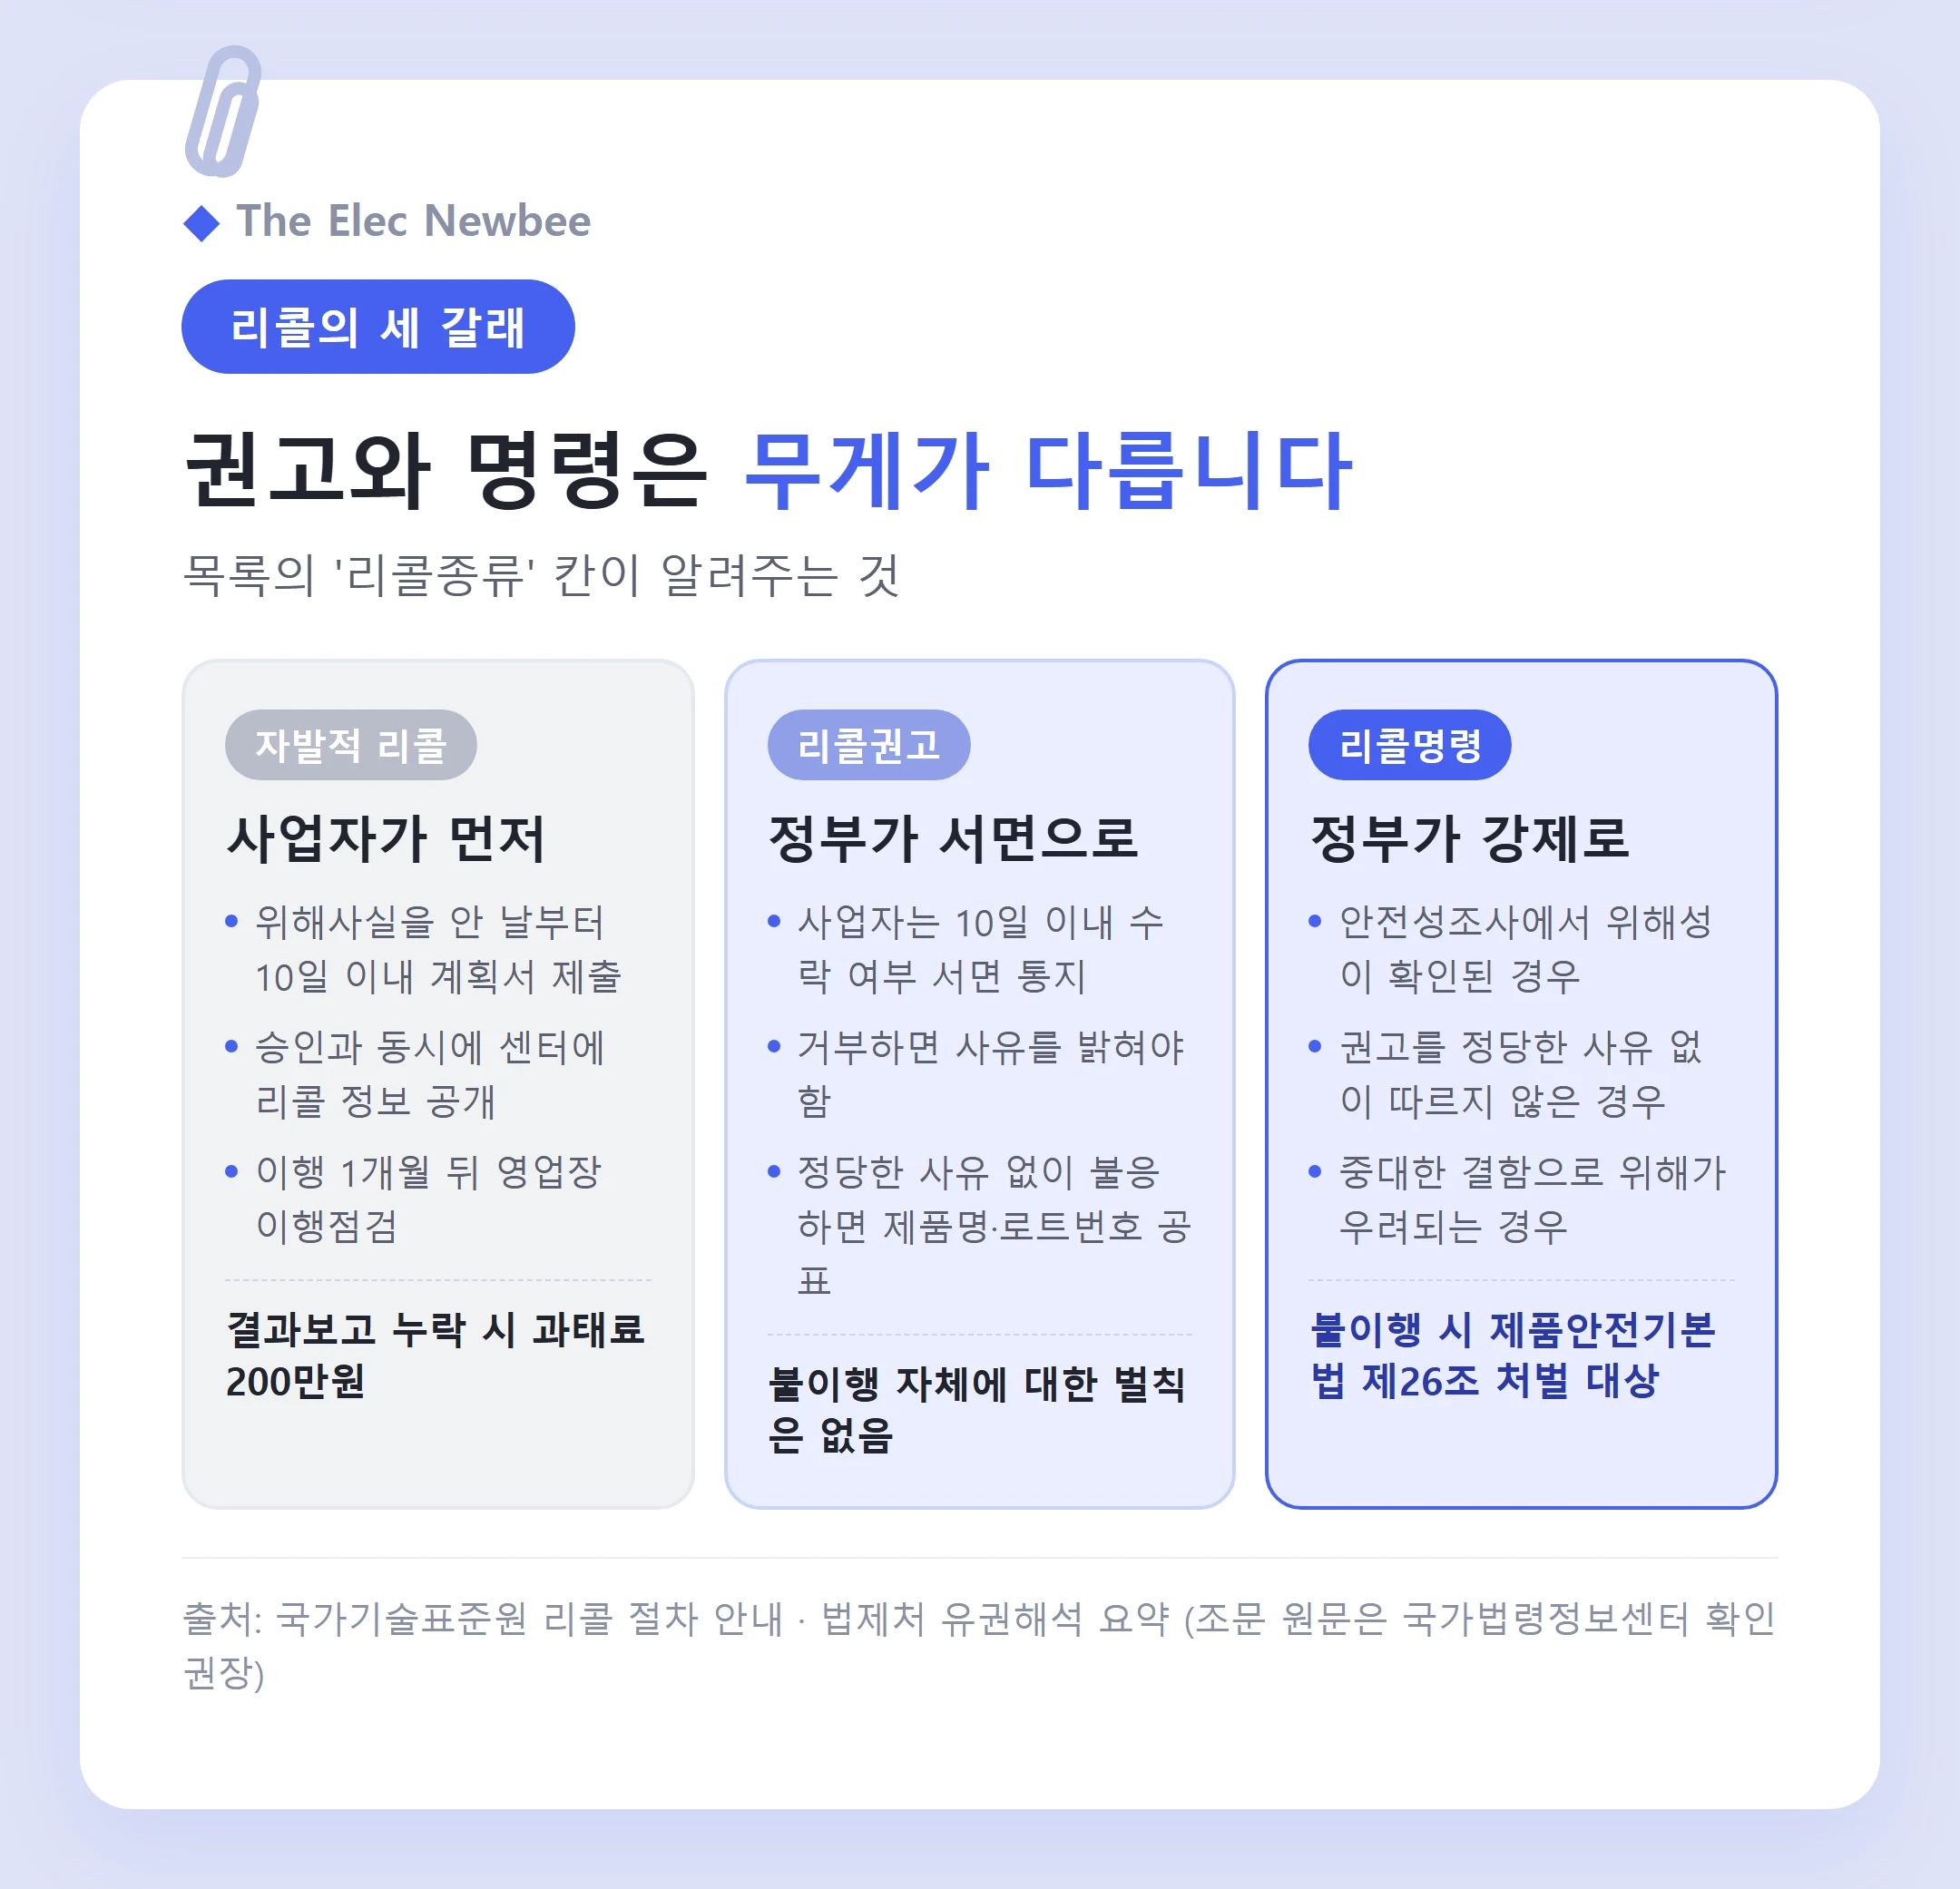 The Elec Newbee
리콜의 세 갈래
권고와 명령은 무게가 다릅니다
목록의 '리콜종류' 칸이 알려주는 것
자발적 리콜
사업자가 먼저
위해사실을 안 날부터
10일 이내 계획서 제출
승인과 동시에 센터에
리콜 정보 공개
이행 1개월 뒤 영업장
이행점검
결과보고 누락 시 과태료
200만원
리콜권고
정부가 서면으로
사업자는 10일 이내 수
락 여부 서면 통지
거부하면 사유를 밝혀야
함
정당한 사유 없이 불응
하면 제품명·로트번호 공
표
불이행 자체에 대한 벌칙
은 없음
리콜명령
정부가 강제로
안전성조사에서 위해성
이 확인된 경우
권고를 정당한 사유 없
이 따르지 않은 경우
중대한 결함으로 위해가
우려되는 경우
불이행 시 제품안전기본
법 제26조 처벌 대상
출처: 국가기술표준원 리콜 절차 안내 · 법제처 유권해석 요약 (조문 원문은 국가법령정보센터 확인
권장)